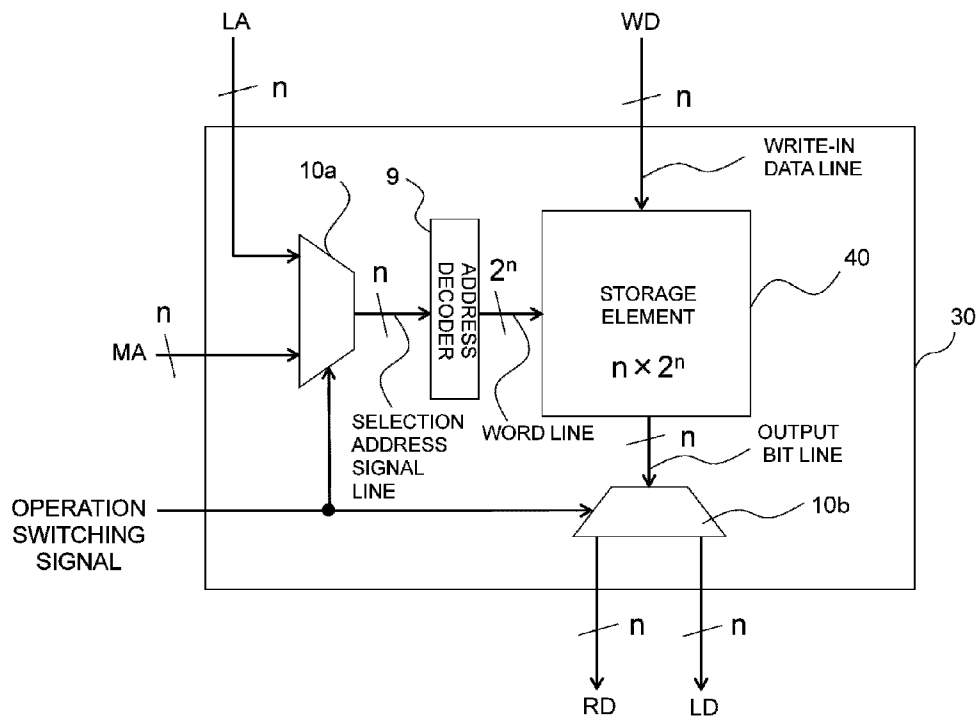 LA
WD
n
n
WRITE-IN
DATA LINE
10a
9
n
MA
n
ADDRESS
DECODER
2ⁿ
STORAGE
ELEMENT
n × 2ⁿ
40
30
SELECTION
ADDRESS
SIGNAL
LINE
WORD LINE
n
OUTPUT
BIT LINE
OPERATION
SWITCHING
SIGNAL
10b
n
n
RD
LD